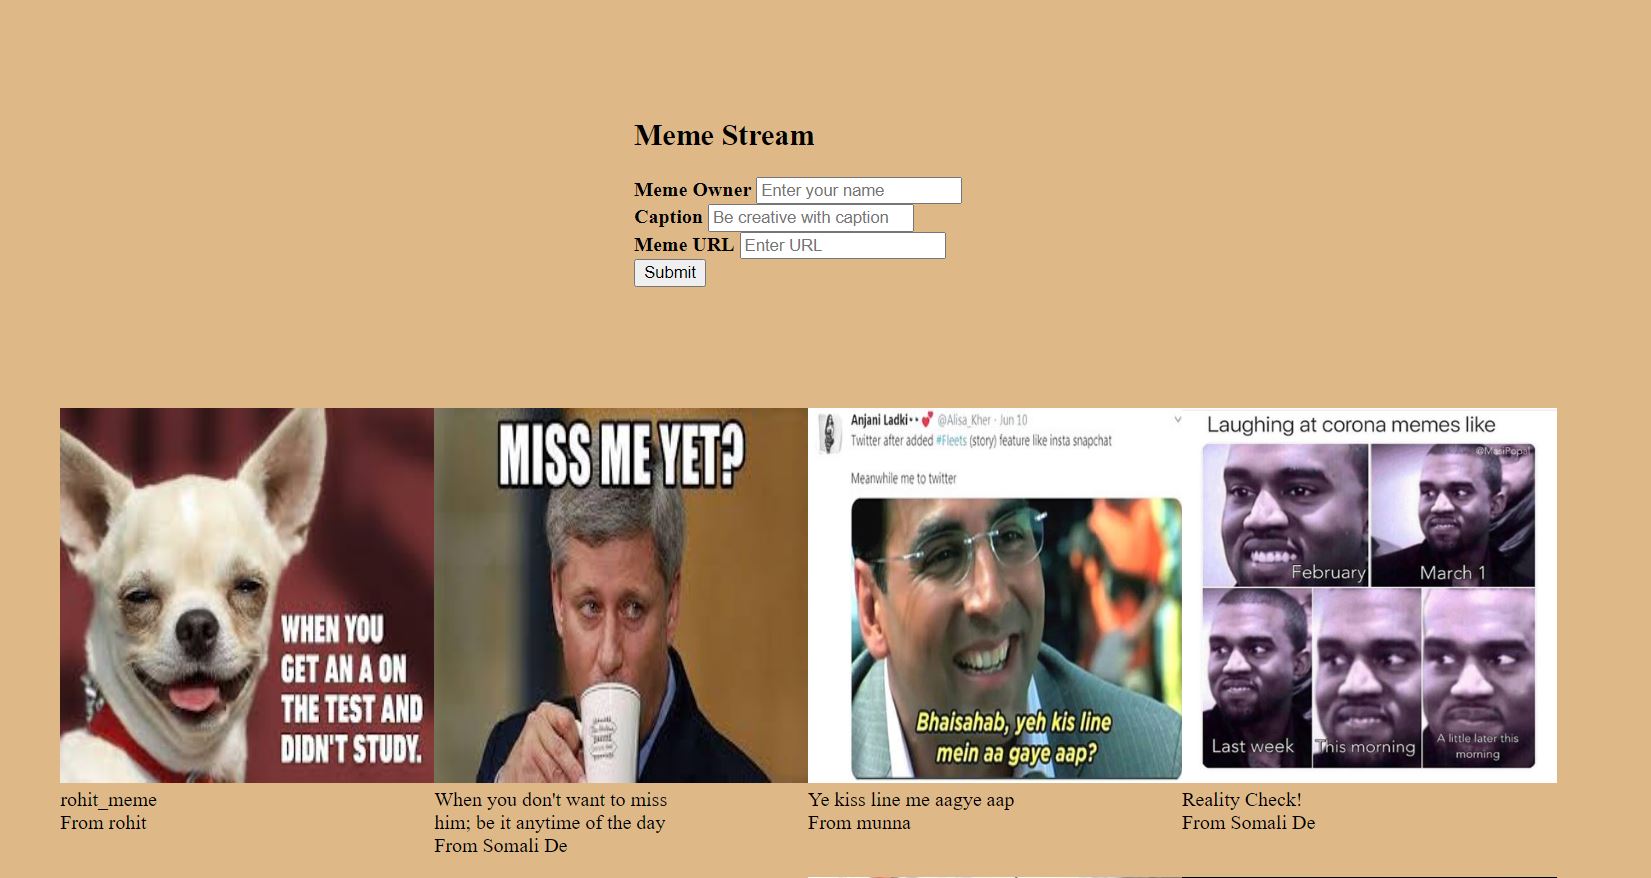 Meme Stream
Meme Owner Enter your name
Caption Be creative with caption
Meme URL Enter URL
Submit
WHEN YOU
GET AN A ON
THE TEST AND
DIDN'T STUDY.
rohit_meme
From rohit
MISS ME YET?
When you don't want to miss
him; be it anytime of the day
From Somali De
Anjani Ladki @Alisa_Kher · Jun 10
Twitter after added #Fleets (story) feature like insta snapchat
Meanwhile me to twitter
Bhaisahab, yeh kis line
mein aa gaye aap?
Ye kiss line me aagye aap
From munna
Laughing at corona memes like
@MasiPopal
February
March 1
Last week
This morning
A little later this
morning
Reality Check!
From Somali De